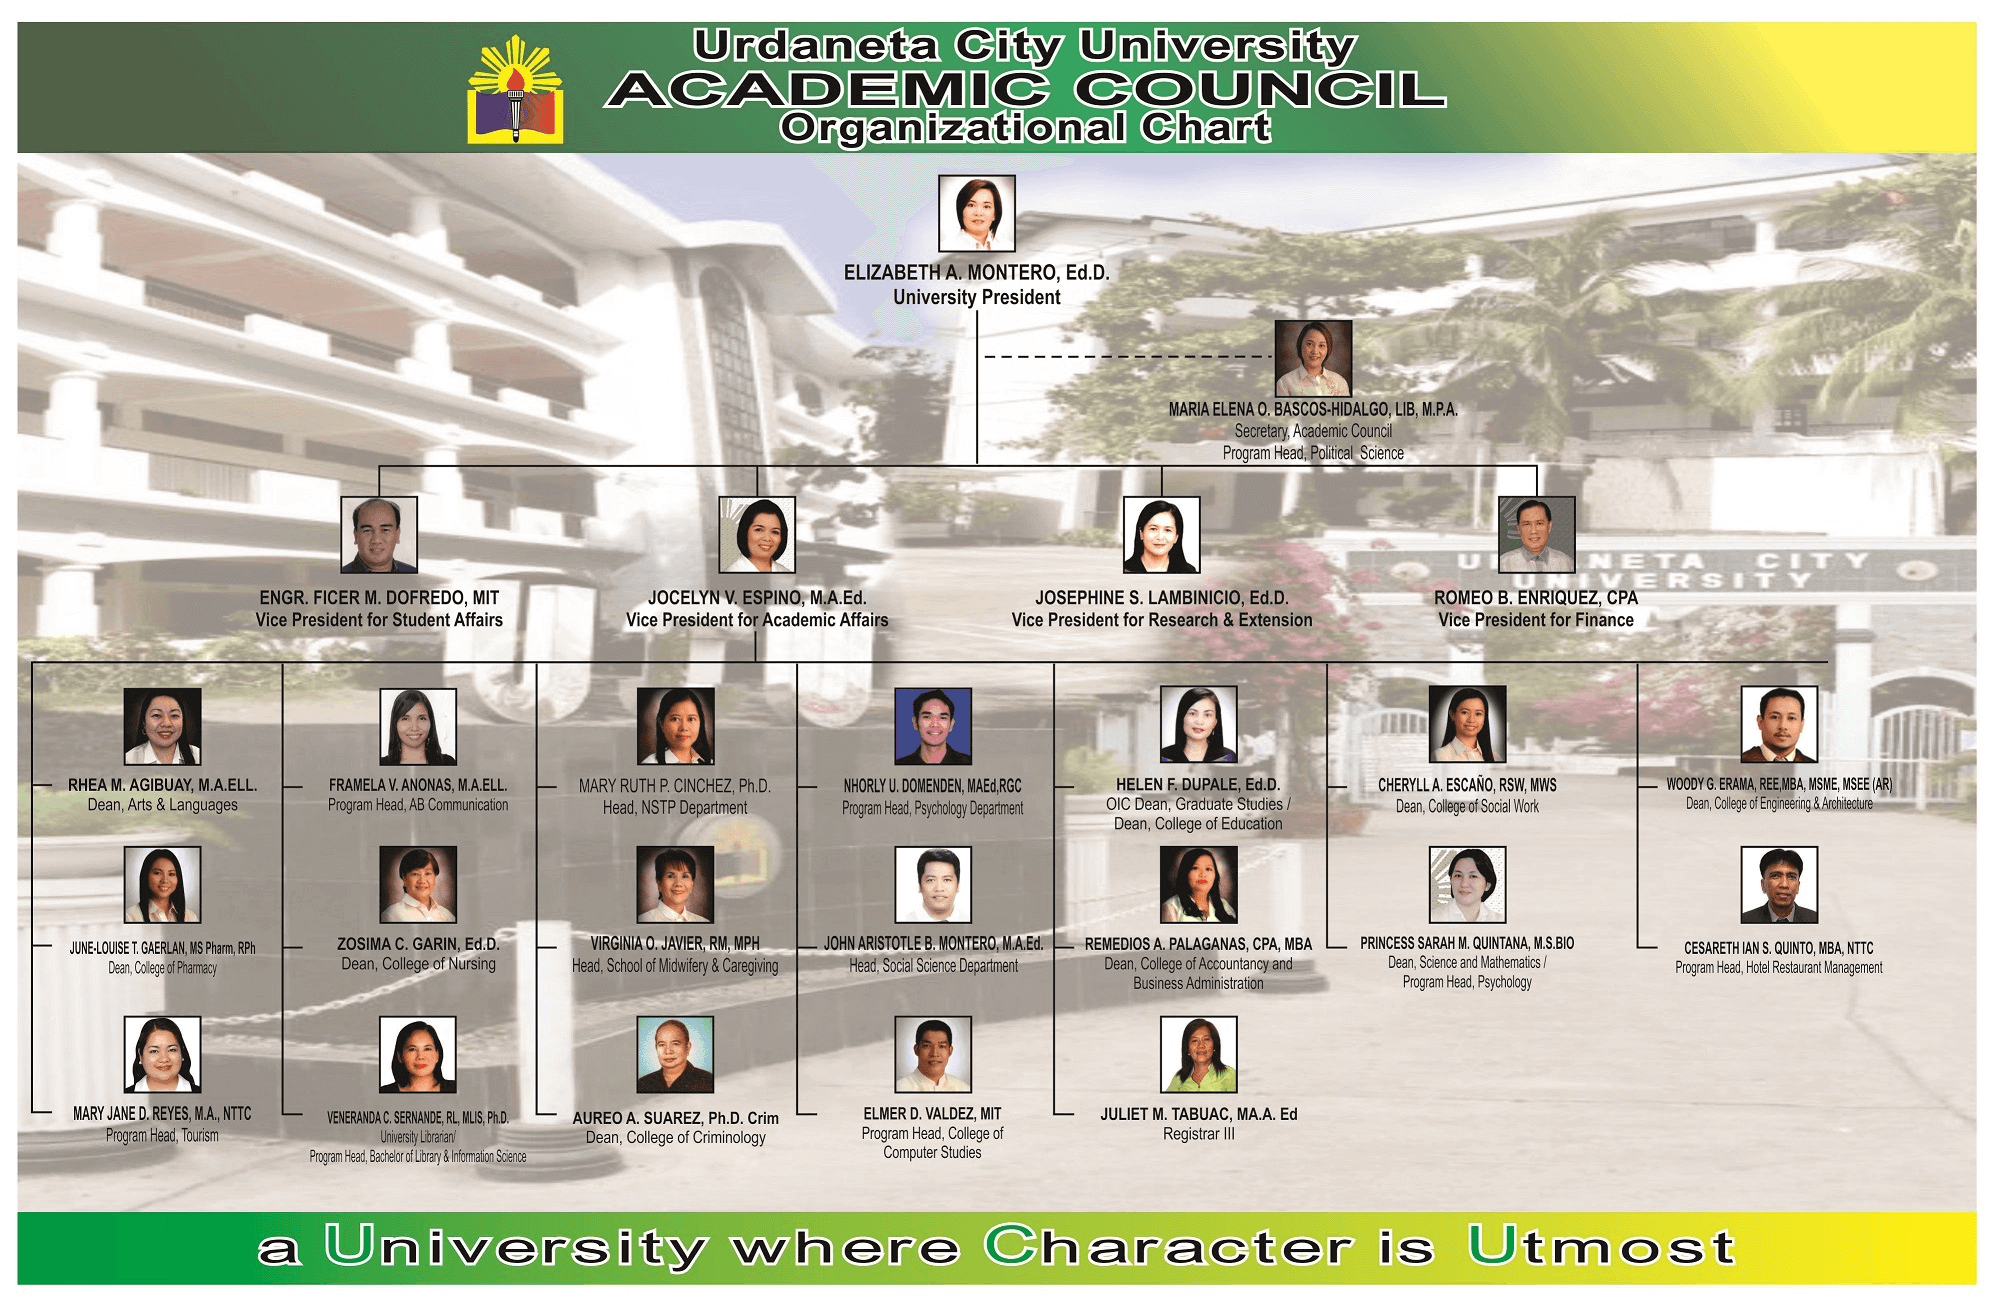 Urdaneta City University
ACADEMIC COUNCIL
Organizational Chart
ELIZABETH A. MONTERO, Ed.D.
University President
MARIA ELENA O. BASCOS-HIDALGO, LIB, M.P.A.
Secretary, Academic Council
Program Head, Political Science
ENGR. FICER M. DOFREDO, MIT
Vice President for Student Affairs
JOCELYN V. ESPINO, M.A.Ed.
Vice President for Academic Affairs
JOSEPHINE S. LAMBINICIO, Ed.D.
Vice President for Research & Extension
ROMEO B. ENRIQUEZ, CPA
Vice President for Finance
URDANETA CITY
UNIVERSITY
U C U
RHEA M. AGIBUAY, M.A.ELL.
Dean, Arts & Languages
FRAMELA V. ANONAS, M.A.ELL.
Program Head, AB Communication
MARY RUTH P. CINCHEZ, Ph.D.
Head, NSTP Department
NHORLY U. DOMENDEN, MAEd,RGC
Program Head, Psychology Department
HELEN F. DUPALE, Ed.D.
OIC Dean, Graduate Studies /
Dean, College of Education
CHERYLL A. ESCAÑO, RSW, MWS
Dean, College of Social Work
WOODY G. ERAMA, REE,MBA, MSME, MSEE (AR)
Dean, College of Engineering & Architecture
JUNE-LOUISE T. GAERLAN, MS Pharm, RPh
Dean, College of Pharmacy
ZOSIMA C. GARIN, Ed.D.
Dean, College of Nursing
VIRGINIA O. JAVIER, RM, MPH
Head, School of Midwifery & Caregiving
JOHN ARISTOTLE B. MONTERO, M.A.Ed.
Head, Social Science Department
REMEDIOS A. PALAGANAS, CPA, MBA
Dean, College of Accountancy and
Business Administration
PRINCESS SARAH M. QUINTANA, M.S.BIO
Dean, Science and Mathematics /
Program Head, Psychology
CESARETH IAN S. QUINTO, MBA, NTTC
Program Head, Hotel Restaurant Management
MARY JANE D. REYES, M.A., NTTC
Program Head, Tourism
VENERANDA C. SERNANDE, RL, MLIS, Ph.D.
University Librarian/
Program Head, Bachelor of Library & Information Science
AUREO A. SUAREZ, Ph.D. Crim
Dean, College of Criminology
ELMER D. VALDEZ, MIT
Program Head, College of
Computer Studies
JULIET M. TABUAC, MA.A. Ed
Registrar III
a University where Character is Utmost